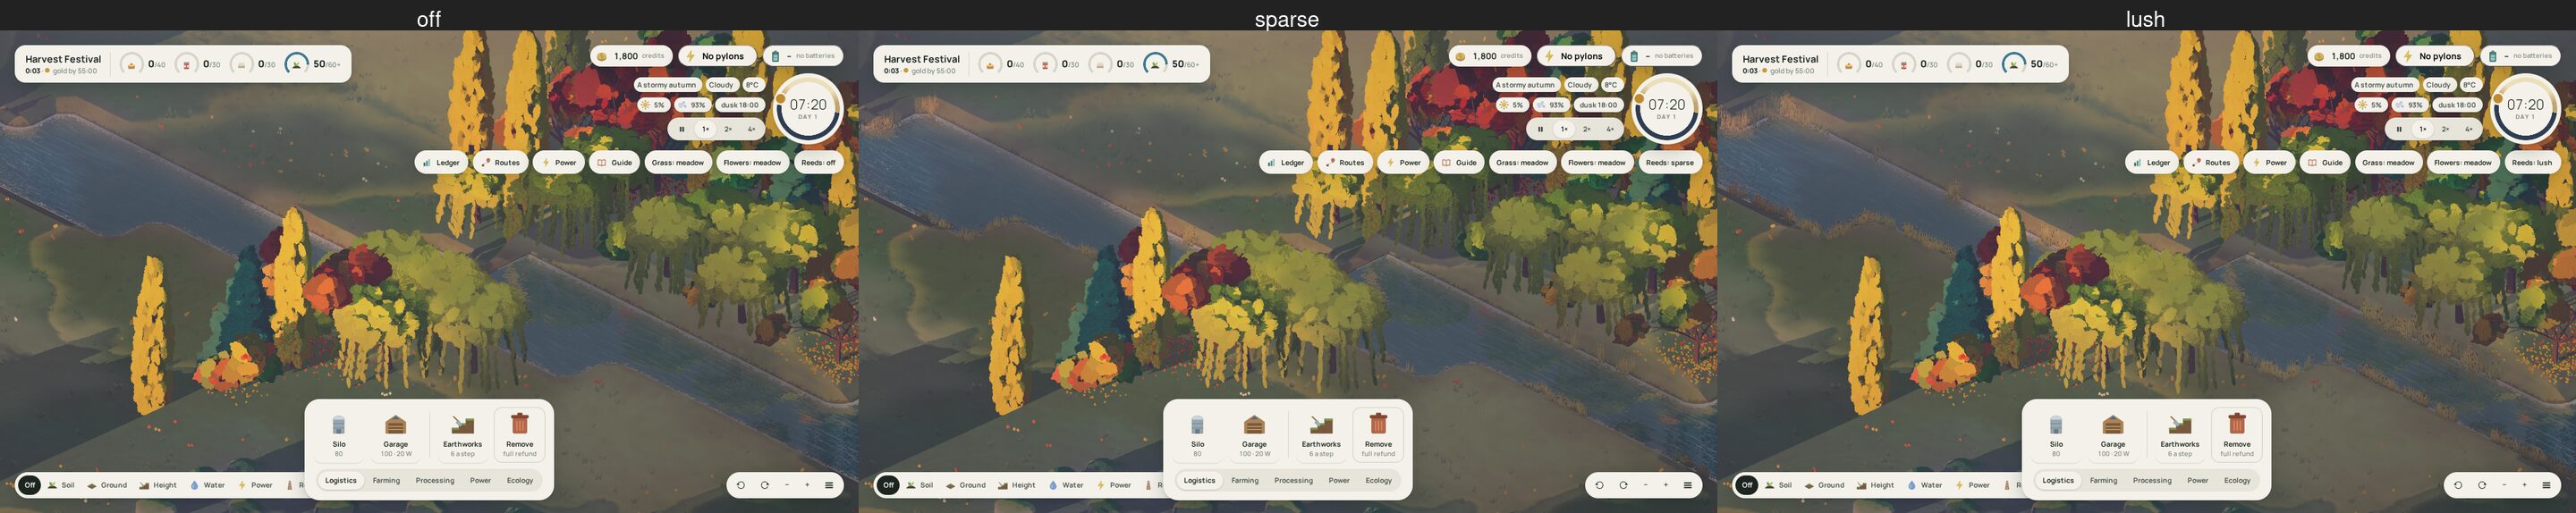 off
Harvest Festival
0:03 · gold by 55:00
0/40
0/30
0/30
50/60+
1,800 credits
No pylons
– no batteries
A stormy autumn
Cloudy
8°C
5%
93%
dusk 18:00
07:20
DAY 1
1×
2×
4×
Ledger
Routes
Power
Guide
Grass: meadow
Flowers: meadow
Reeds: off
Silo
80
Garage
100 · 20 W
Earthworks
6 a step
Remove
full refund
Logistics
Farming
Processing
Power
Ecology
Off
Soil
Ground
Height
Water
Power
sparse
Harvest Festival
0:03 · gold by 55:00
0/40
0/30
0/30
50/60+
1,800 credits
No pylons
– no batteries
A stormy autumn
Cloudy
8°C
5%
93%
dusk 18:00
07:20
DAY 1
1×
2×
4×
Ledger
Routes
Power
Guide
Grass: meadow
Flowers: meadow
Reeds: sparse
Silo
80
Garage
100 · 20 W
Earthworks
6 a step
Remove
full refund
Logistics
Farming
Processing
Power
Ecology
Off
Soil
Ground
Height
Water
Power
lush
Harvest Festival
0:03 · gold by 55:00
0/40
0/30
0/30
50/60+
1,800 credits
No pylons
– no batteries
A stormy autumn
Cloudy
8°C
5%
93%
dusk 18:00
07:20
DAY 1
1×
2×
4×
Ledger
Routes
Power
Guide
Grass: meadow
Flowers: meadow
Reeds: lush
Silo
80
Garage
100 · 20 W
Earthworks
6 a step
Remove
full refund
Logistics
Farming
Processing
Power
Ecology
Off
Soil
Ground
Height
Water
Power